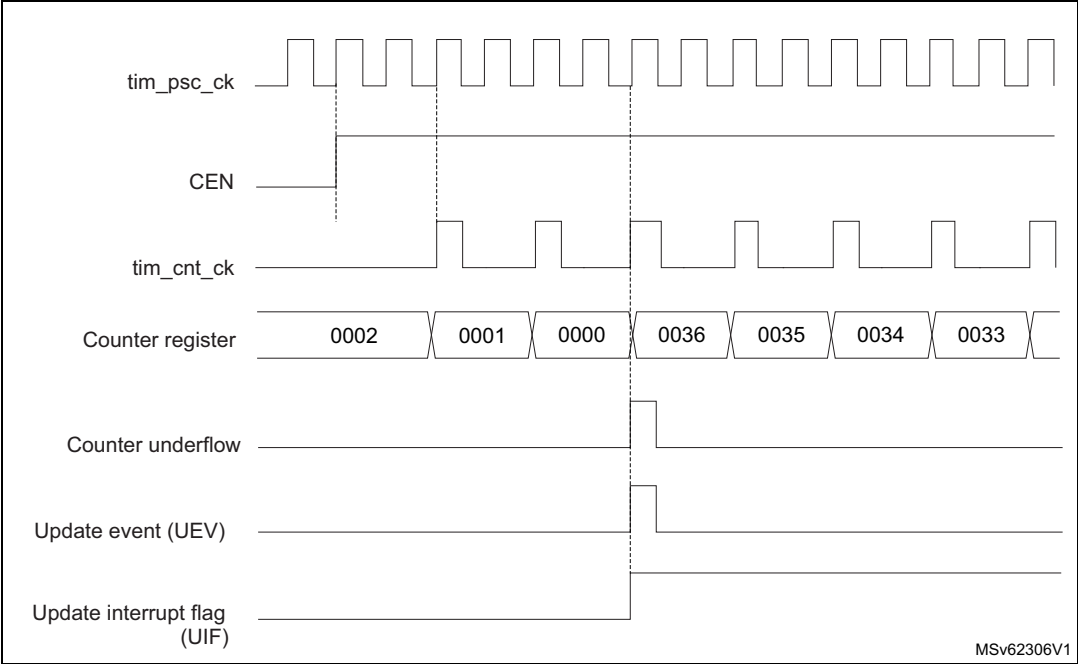 tim_psc_ck
CEN
tim_cnt_ck
Counter register 0002 0001 0000 0036 0035 0034 0033
Counter underflow
Update event (UEV)
Update interrupt flag
(UIF)
MSv62306V1